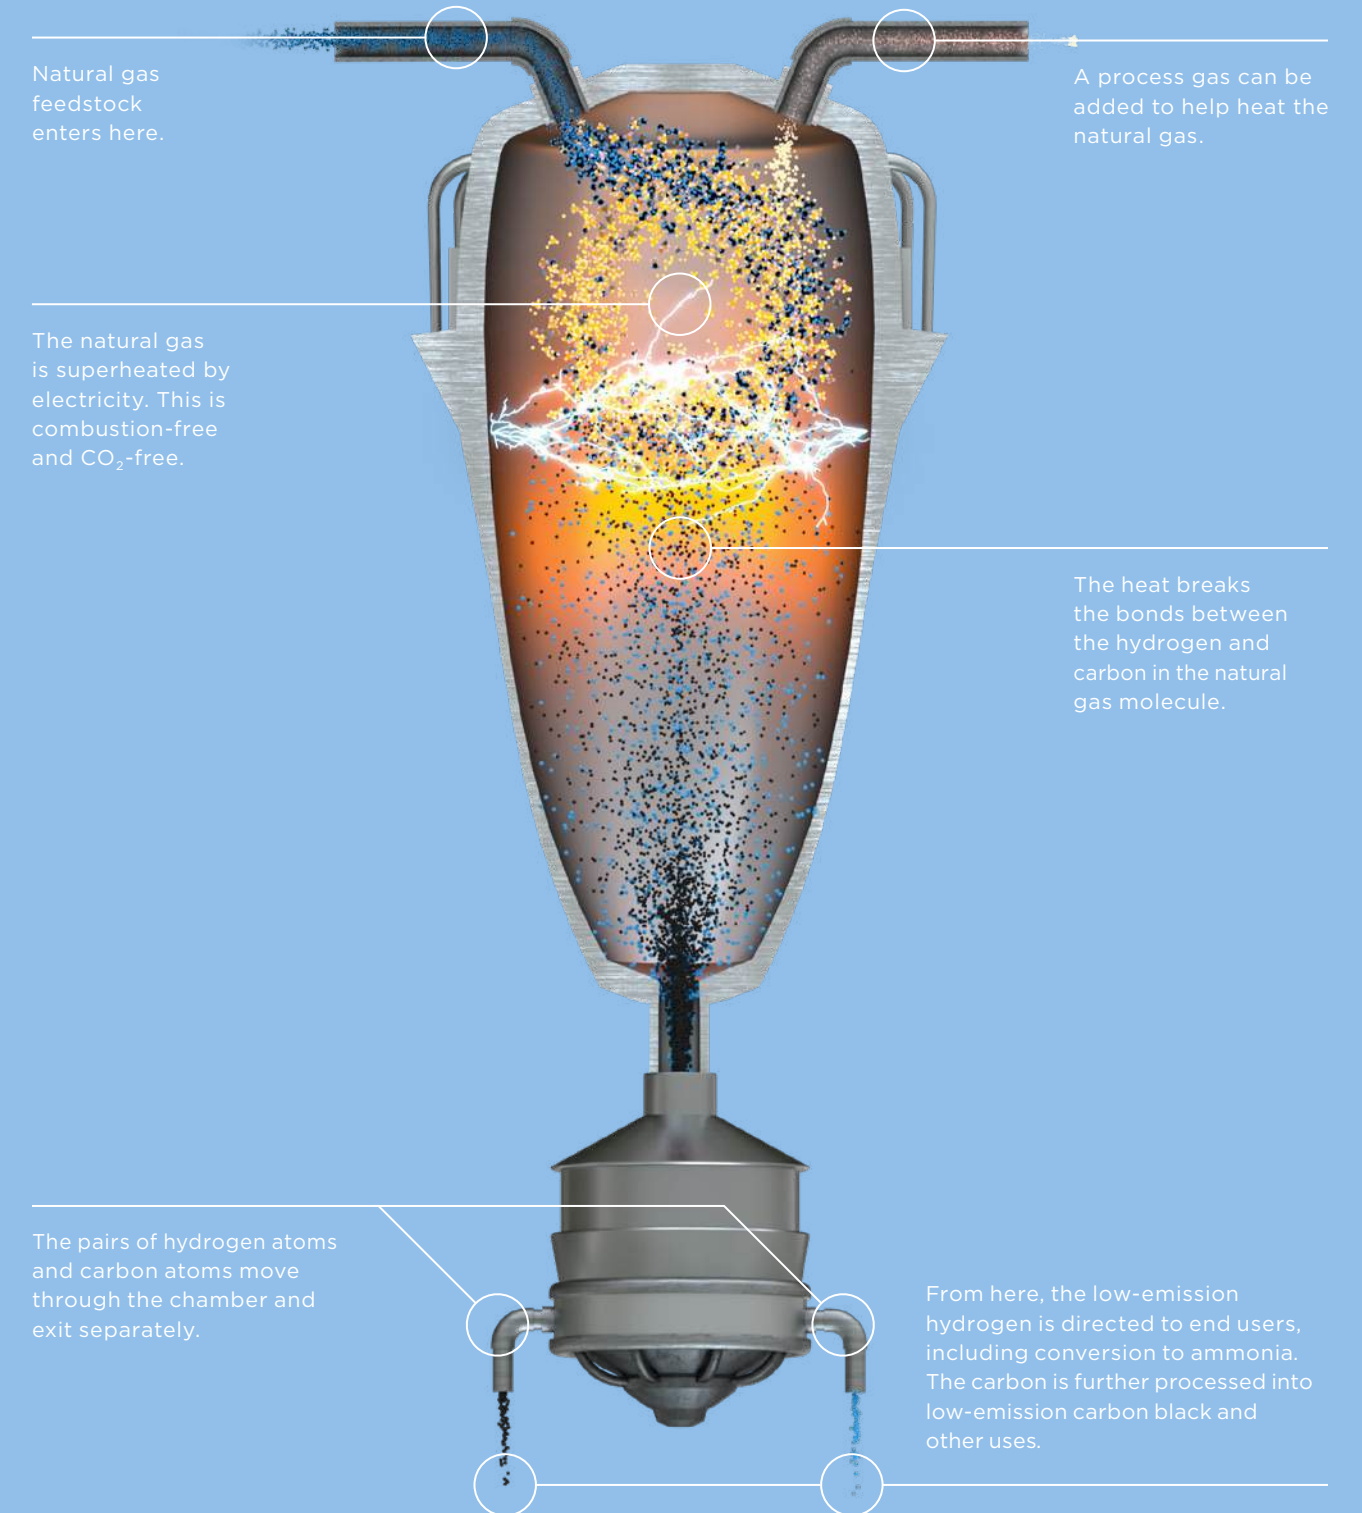 Natural gas
feedstock
enters here.
A process gas can be
added to help heat the
natural gas.
The natural gas
is superheated by
electricity. This is
combustion-free
and CO₂-free.
The heat breaks
the bonds between
the hydrogen and
carbon in the natural
gas molecule.
The pairs of hydrogen atoms
and carbon atoms move
through the chamber and
exit separately.
From here, the low-emission
hydrogen is directed to end users,
including conversion to ammonia.
The carbon is further processed into
low-emission carbon black and
other uses.